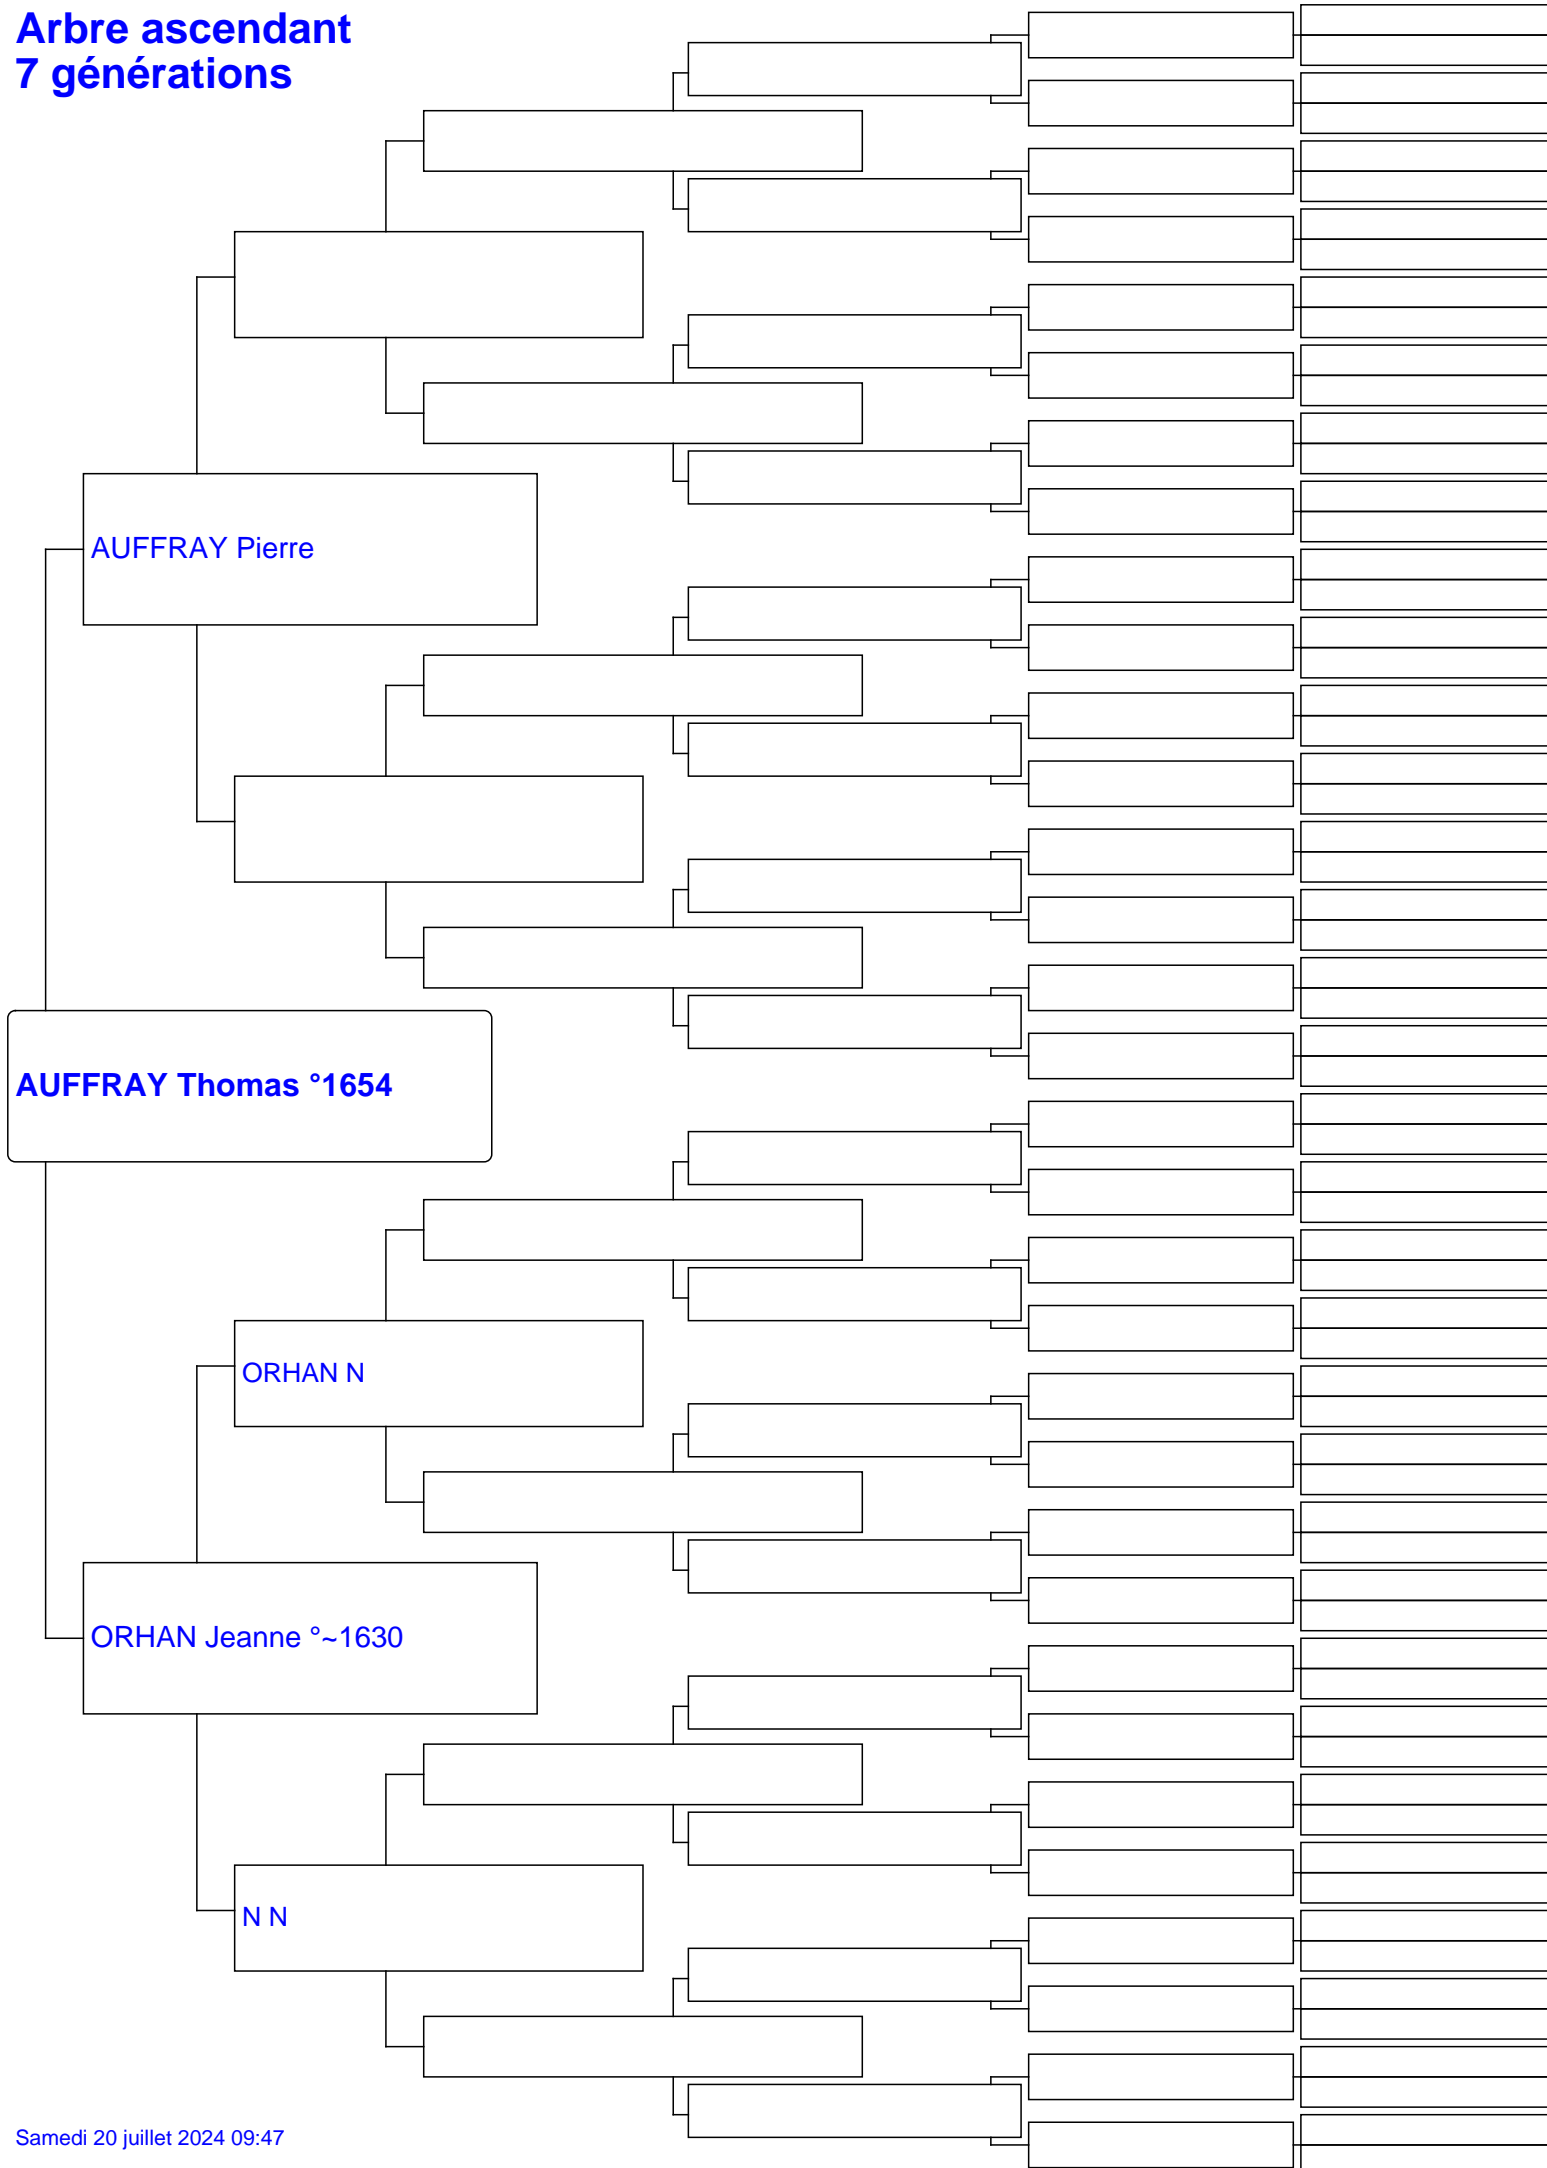 Arbre ascendant
7 générations
AUFFRAY Pierre
AUFFRAY Thomas °1654
ORHAN N
ORHAN Jeanne °~1630
N N
Samedi 20 juillet 2024 09:47